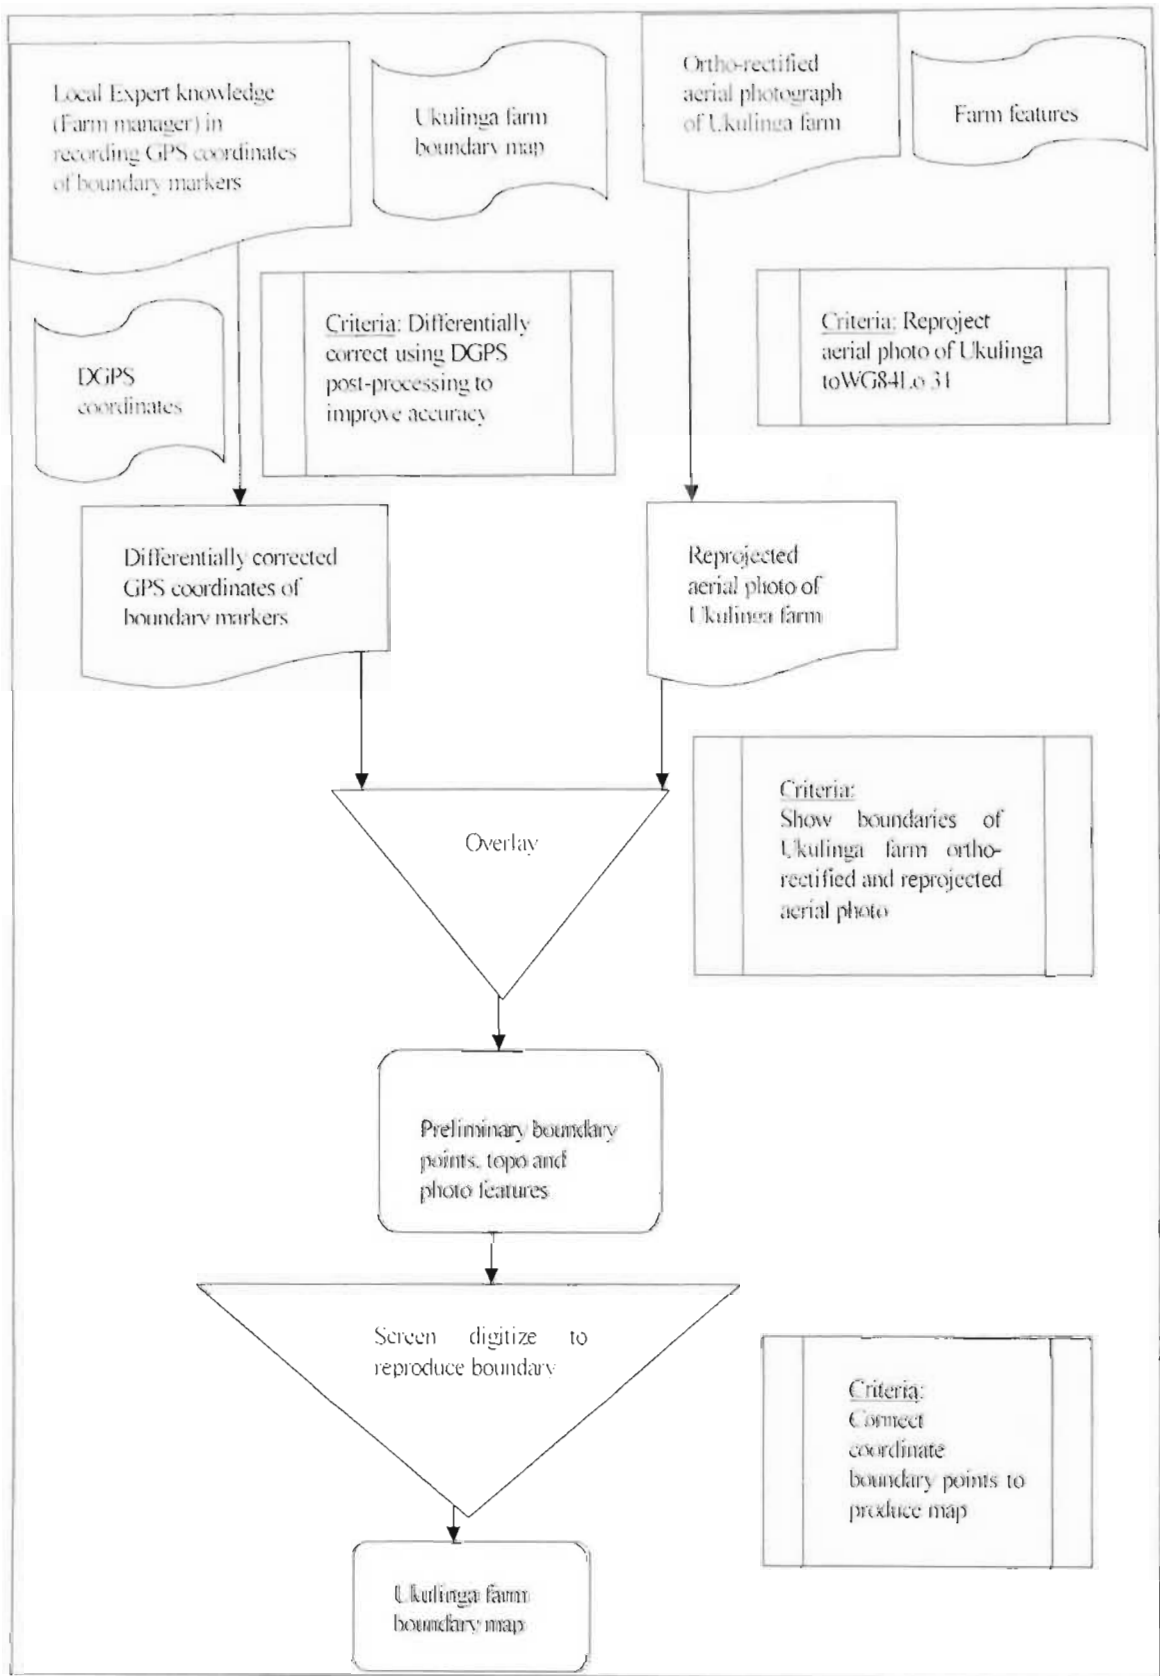 Local Expert knowledge
(Farm manager) in
recording GPS coordinates
of boundary markers
Ukulinga farm
boundary map
Ortho-rectified
aerial photograph
of Ukulinga farm
Farm features
DGPS
coordinates
Criteria: Differentially
correct using DGPS
post-processing to
improve accuracy
Criteria: Reproject
aerial photo of Ukulinga
toWG84Lo 31
Differentially corrected
GPS coordinates of
boundary markers
Reprojected
aerial photo of
Ukulinga farm
Overlay
Criteria:
Show boundaries of
Ukulinga farm ortho-
rectified and reprojected
aerial photo
Preliminary boundary
points, topo and
photo features
Screen digitize to
reproduce boundary
Criteria:
Connect
coordinate
boundary points to
produce map
Ukulinga farm
boundary map